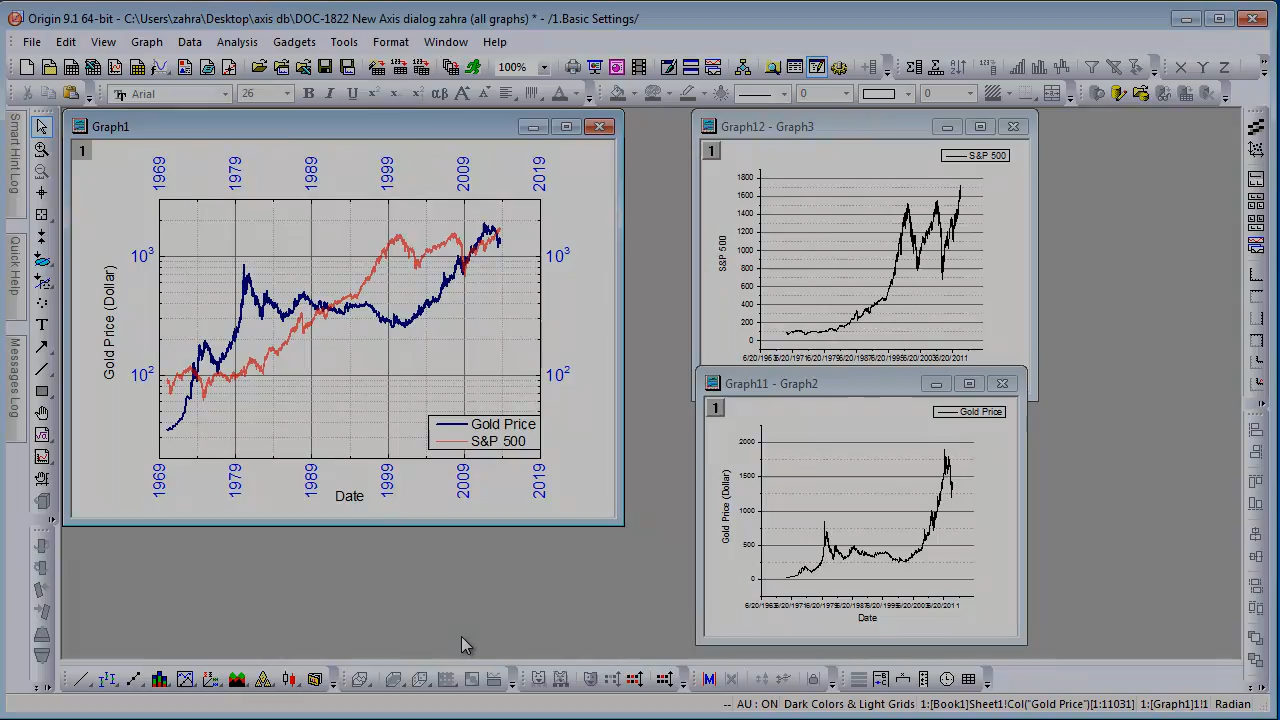 Origin 9.1 64-bit - C:\Users\zahra\Desktop\axis db\DOC-1822 New Axis dialog zahra (all graphs) * - /1.Basic Settings/
File Edit View Graph Data Analysis Gadgets Tools Format Window Help
100%
Arial 26 B I U αβ A A A 0 0
Smart Hint Log
Quick Help
Messages Log
Graph1
1
1969 1979 1989 1999 2009 2019
10³ 10³
10² 10²
Gold Price (Dollar)
Gold Price
S&P 500
1969 1979 1989 1999 2009 2019
Date
Graph12 - Graph3
1
S&P 500
1800
1600
1400
1200
1000
800
600
400
200
0
S&P 500
Graph11 - Graph2
1
Gold Price
2000
1500
1000
500
0
Gold Price (Dollar)
Date
X Y Z
T
M
-- AU : ON Dark Colors & Light Grids 1:[Book1]Sheet1!Col("Gold Price")[1:11031] 1:[Graph1]1!1 Radian